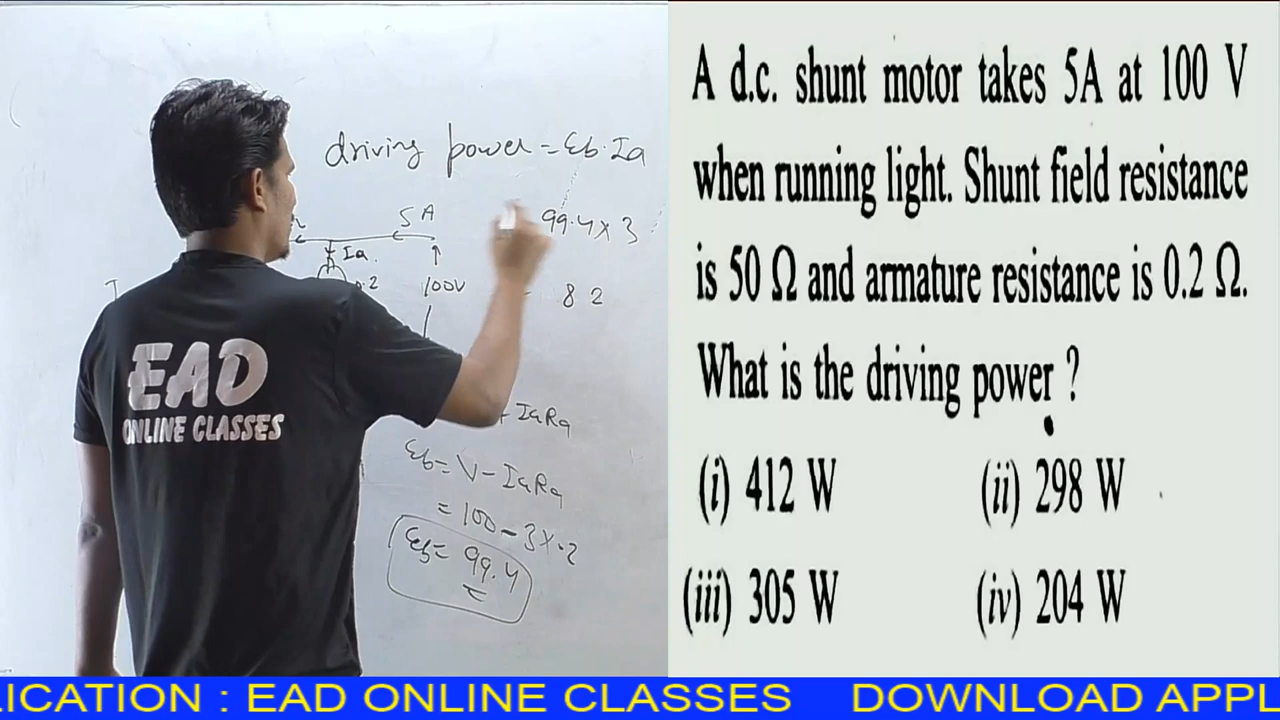 driving power = Eb.Ia
5 A
Ia.
99.4 x 3
100V
8 2
IaRa
Eb = V - IaRa
= 100 - 3x.2
Eb = 99.4
EAD
ONLINE CLASSES
A d.c. shunt motor takes 5A at 100 V
when running light. Shunt field resistance
is 50 Ω and armature resistance is 0.2 Ω.
What is the driving power ?
(i) 412 W (ii) 298 W
(iii) 305 W (iv) 204 W
LICATION : EAD ONLINE CLASSES DOWNLOAD APPL